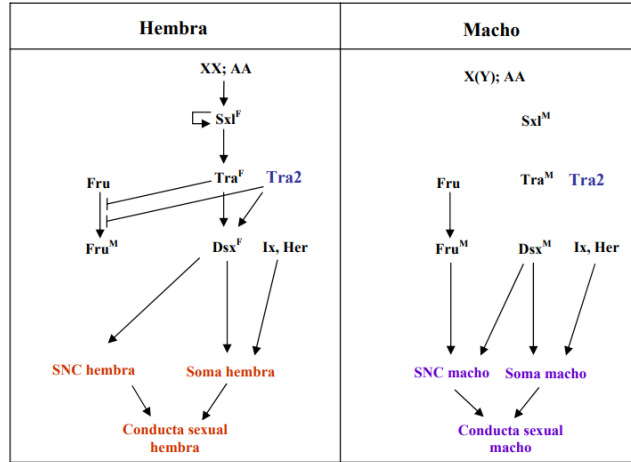 Hembra
Macho
XX; AA
X(Y); AA
Sxl^F
Sxl^M
Fru
Tra^F
Tra2
Fru
Tra^M
Tra2
Fru^M
Dsx^F
Ix, Her
Fru^M
Dsx^M
Ix, Her
SNC hembra
Soma hembra
SNC macho
Soma macho
Conducta sexual
hembra
Conducta sexual
macho